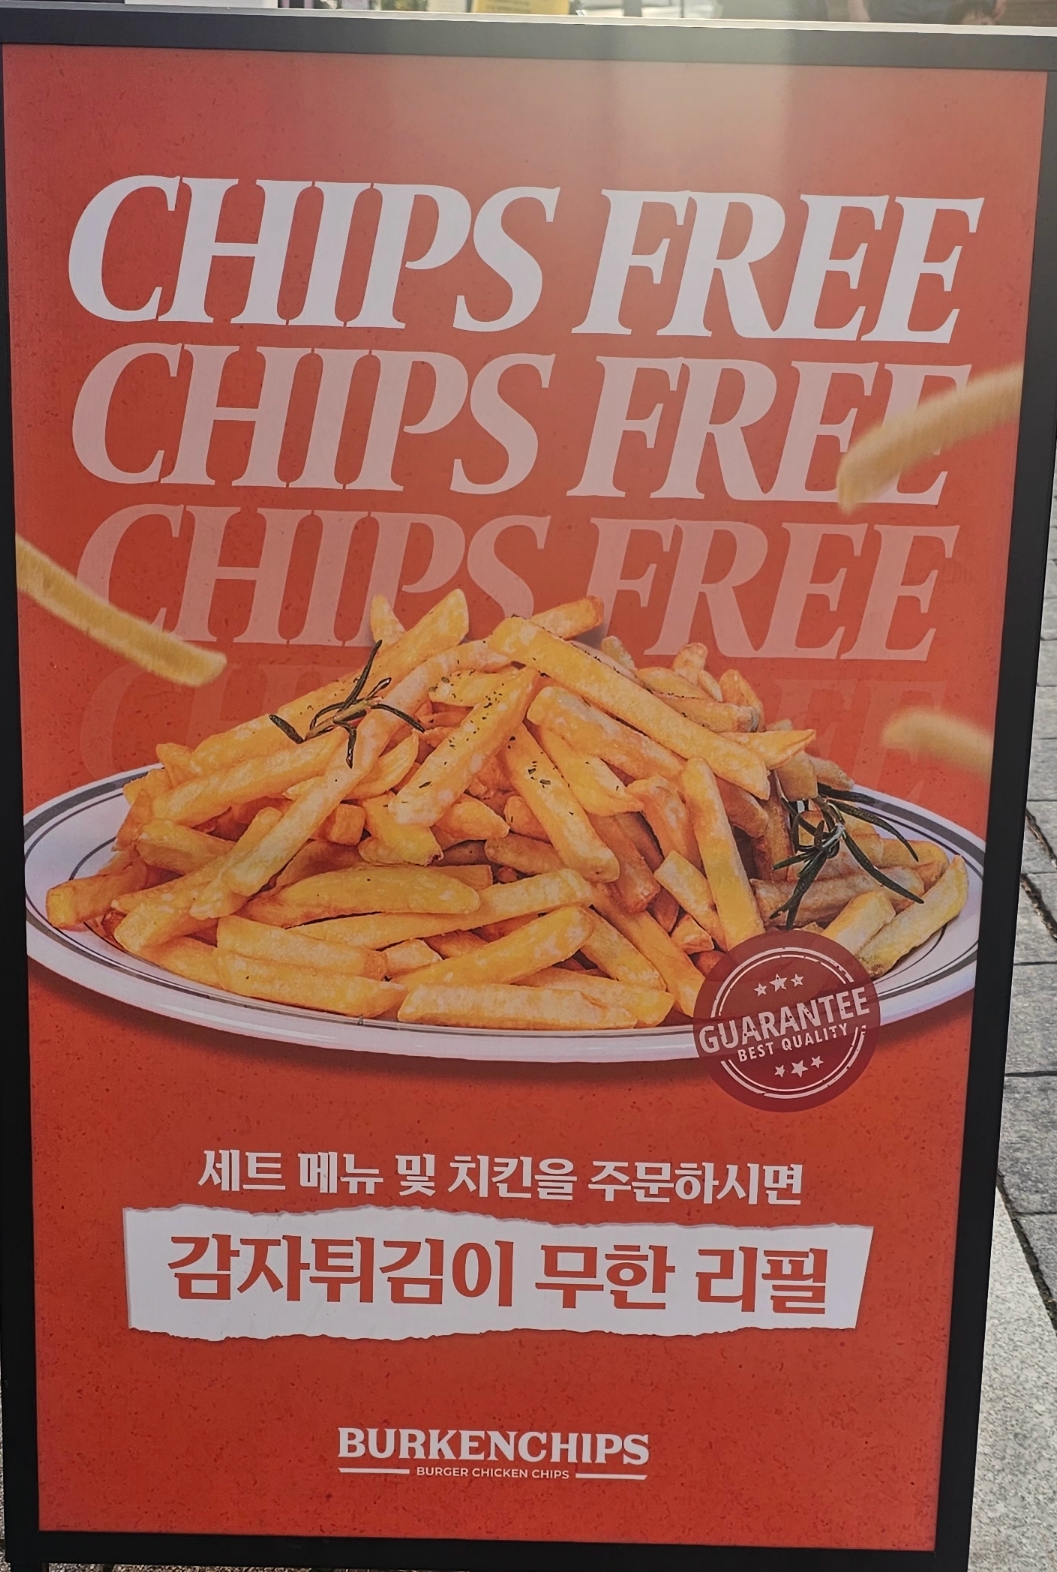 CHIPS FREE
CHIPS FREE
CHIPS FREE
GUARANTEE
BEST QUALITY
세트 메뉴 및 치킨을 주문하시면
감자튀김이 무한 리필
BURKENCHIPS
BURGER CHICKEN CHIPS